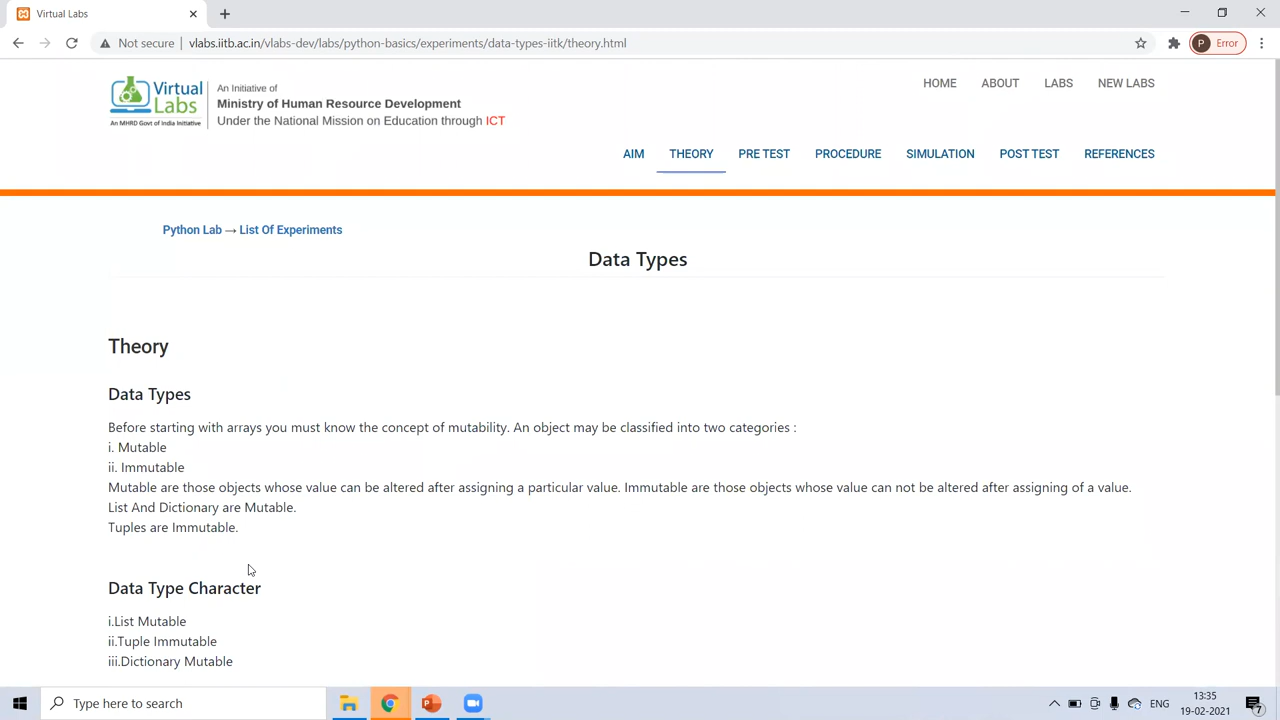 Virtual Labs
Not secure | vlabs.iitb.ac.in/vlabs-dev/labs/python-basics/experiments/data-types-iitk/theory.html
P Error
Virtual Labs
An MHRD Govt of India Initiative
An Initiative of
Ministry of Human Resource Development
Under the National Mission on Education through ICT
HOME ABOUT LABS NEW LABS
AIM THEORY PRE TEST PROCEDURE SIMULATION POST TEST REFERENCES
Python Lab → List Of Experiments
Data Types
Theory
Data Types
Before starting with arrays you must know the concept of mutability. An object may be classified into two categories :
i. Mutable
ii. Immutable
Mutable are those objects whose value can be altered after assigning a particular value. Immutable are those objects whose value can not be altered after assigning of a value.
List And Dictionary are Mutable.
Tuples are Immutable.
Data Type Character
i.List Mutable
ii.Tuple Immutable
iii.Dictionary Mutable
Type here to search
ENG
13:35
19-02-2021
7